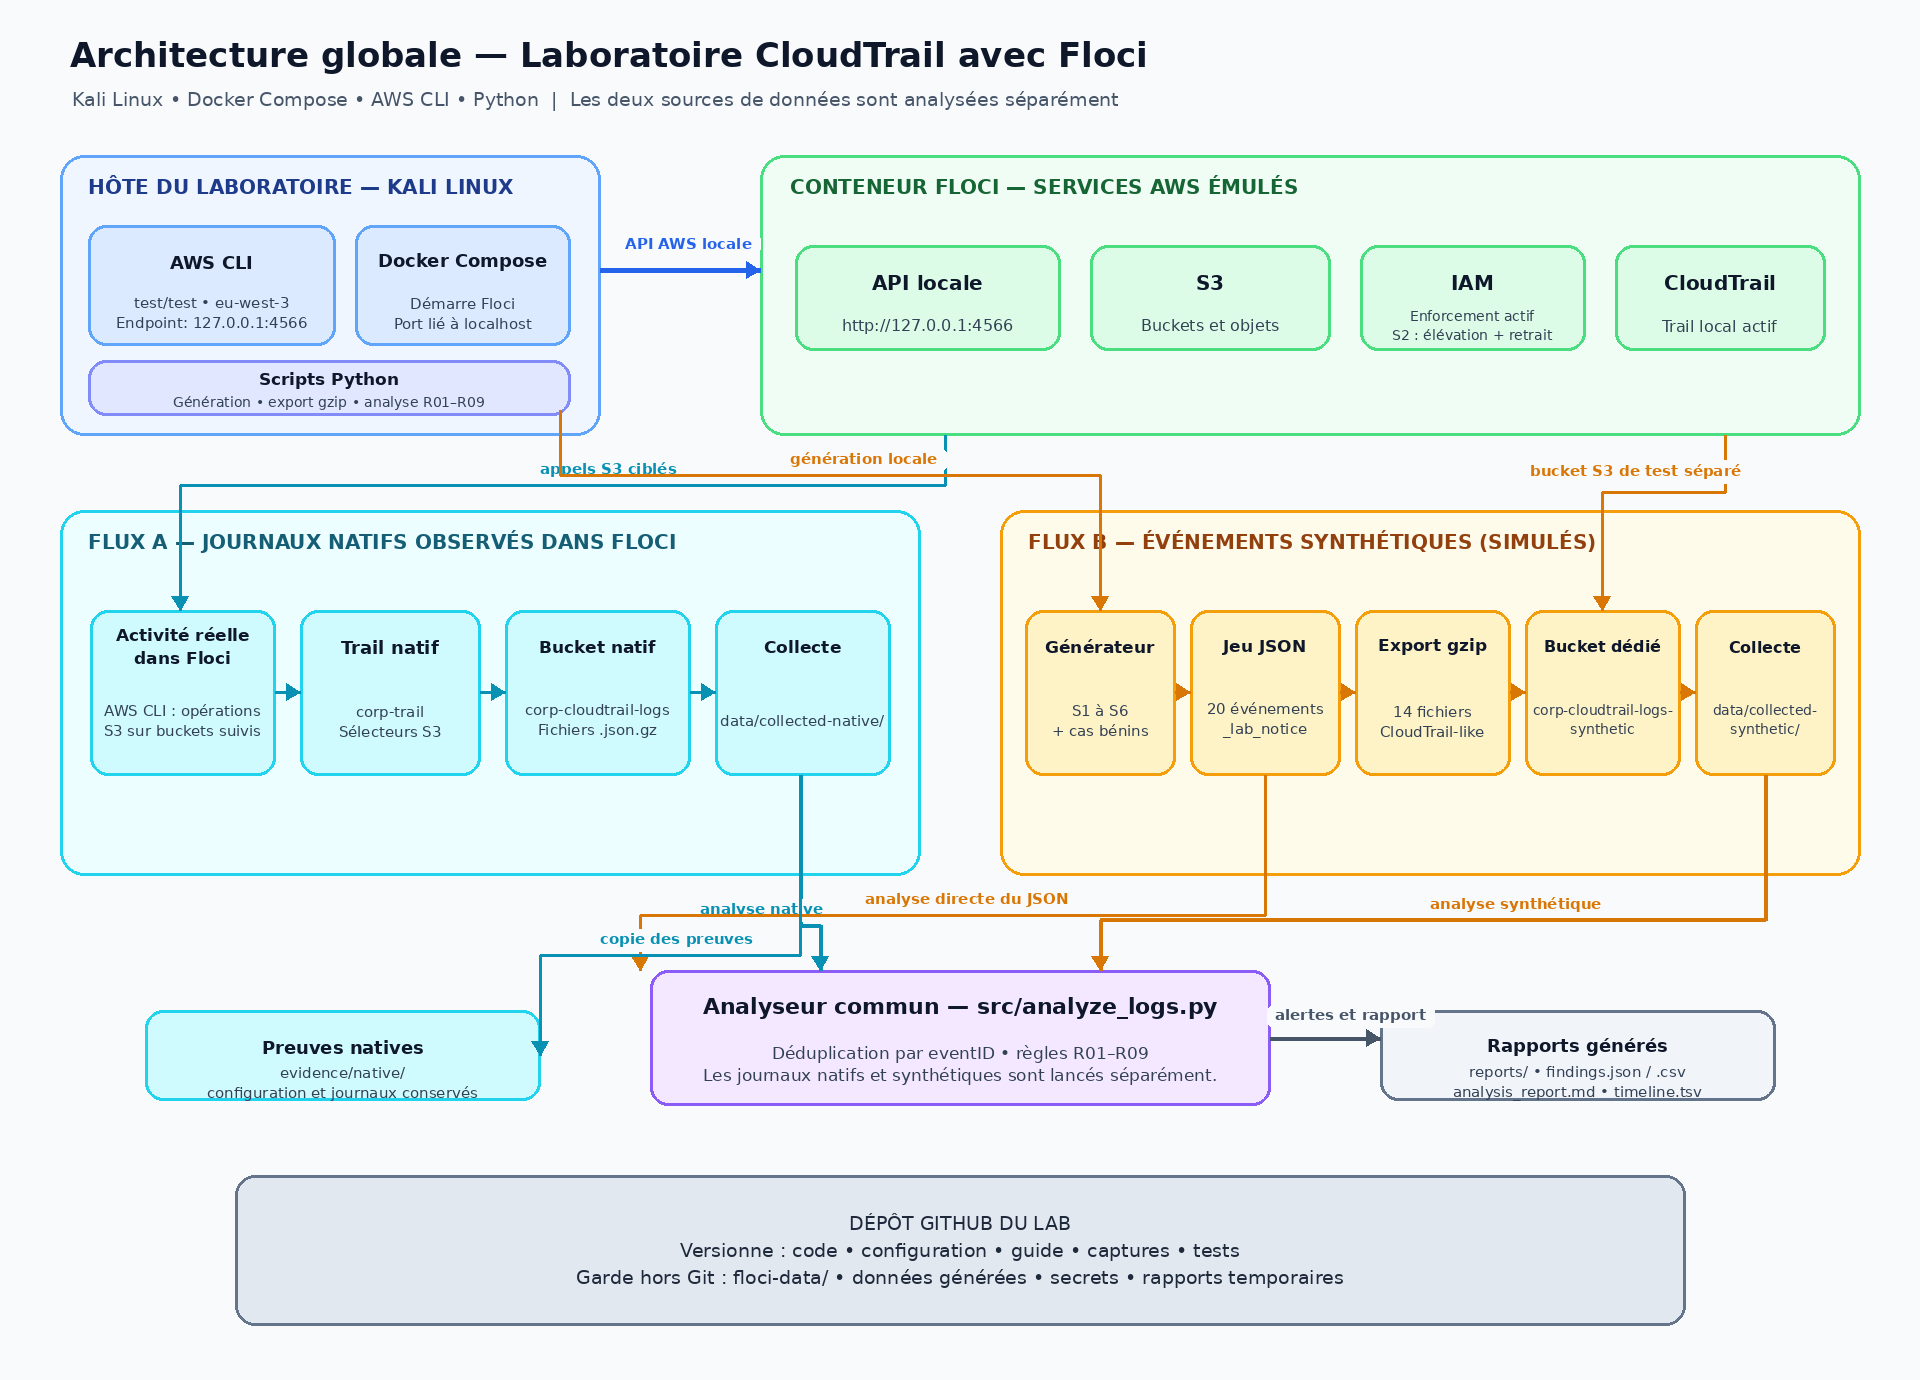 Architecture globale — Laboratoire CloudTrail avec Floci
Kali Linux • Docker Compose • AWS CLI • Python | Les deux sources de données sont analysées séparément
HÔTE DU LABORATOIRE — KALI LINUX
AWS CLI
test/test • eu-west-3
Endpoint: 127.0.0.1:4566
Docker Compose
Démarre Floci
Port lié à localhost
Scripts Python
Génération • export gzip • analyse R01–R09
API AWS locale
CONTENEUR FLOCI — SERVICES AWS ÉMULÉS
API locale
http://127.0.0.1:4566
S3
Buckets et objets
IAM
Enforcement actif
S2 : élévation + retrait
CloudTrail
Trail local actif
appels S3 ciblés
génération locale
bucket S3 de test séparé
FLUX A — JOURNAUX NATIFS OBSERVÉS DANS FLOCI
Activité réelle
dans Floci
AWS CLI : opérations
S3 sur buckets suivis
Trail natif
corp-trail
Sélecteurs S3
Bucket natif
corp-cloudtrail-logs
Fichiers .json.gz
Collecte
data/collected-native/
FLUX B — ÉVÉNEMENTS SYNTHÉTIQUES (SIMULÉS)
Générateur
S1 à S6
+ cas bénins
Jeu JSON
20 événements
_lab_notice
Export gzip
14 fichiers
CloudTrail-like
Bucket dédié
corp-cloudtrail-logs-
synthetic
Collecte
data/collected-
synthetic/
analyse native
analyse directe du JSON
analyse synthétique
copie des preuves
Preuves natives
evidence/native/
configuration et journaux conservés
Analyseur commun — src/analyze_logs.py
Déduplication par eventID • règles R01–R09
Les journaux natifs et synthétiques sont lancés séparément.
alertes et rapport
Rapports générés
reports/ • findings.json / .csv
analysis_report.md • timeline.tsv
DÉPÔT GITHUB DU LAB
Versionne : code • configuration • guide • captures • tests
Garde hors Git : floci-data/ • données générées • secrets • rapports temporaires